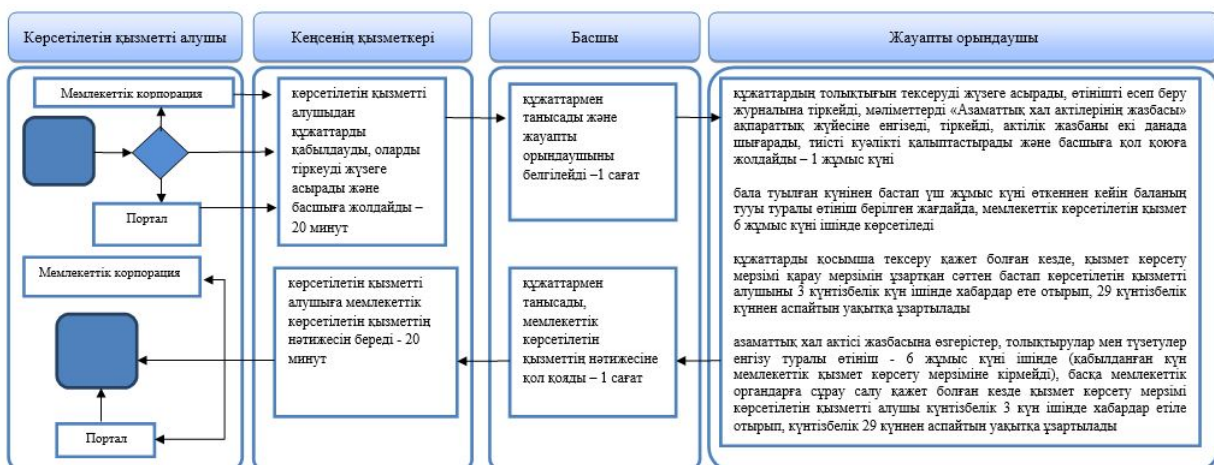 Көрсетілетін қызметті алушы
Кеңсенің қызметкері
Басшы
Жауапты орындаушы
Мемлекеттік корпорация
Портал
көрсетілетін қызметті
алушыдан
құжаттарды
қабылдауды, оларды
тіркеуді жүзеге
асырады және
басшыға жолдайды –
20 минут
құжаттармен
танысады және
жауапты
орындаушыны
белгілейді –1 сағат
құжаттардың толықтығын тексеруді жүзеге асырады, өтінішті есеп беру
журналына тіркейді, мәліметтерді «Азаматтық хал актілерінің жазбасы»
ақпараттық жүйесіне енгізеді, тіркейді, актілік жазбаны екі данада
шығарады, тиісті куәлікті қалыптастырады және басшыға қол қоюға
жолдайды – 1 жұмыс күні
бала туылған күнінен бастап үш жұмыс күні өткеннен кейін баланың
тууы туралы өтініш берілген жағдайда, мемлекеттік көрсетілетін қызмет
6 жұмыс күні ішінде көрсетіледі
құжаттарды қосымша тексеру қажет болған кезде, қызмет көрсету
мерзімі қарау мерзімін ұзартқан сәттен бастап көрсетілетін қызметті
алушыны 3 күнтізбелік күн ішінде хабардар ете отырып, 29 күнтізбелік
күннен аспайтын уақытқа ұзартылады
азаматтық хал актісі жазбасына өзгерістер, толықтырулар мен түзетулер
енгізу туралы өтініш - 6 жұмыс күні ішінде (қабылданған күн
мемлекеттік қызмет көрсету мерзіміне кірмейді), басқа мемлекеттік
органдарға сұрау салу қажет болған кезде қызмет көрсету мерзімі
көрсетілетін қызметті алушы күнтізбелік 3 күн ішінде хабардар етіле
отырып, күнтізбелік 29 күннен аспайтын уақытқа ұзартылады
Мемлекеттік корпорация
Портал
көрсетілетін қызметті
алушыға мемлекеттік
көрсетілетін қызметтің
нәтижесін береді - 20
минут
құжаттармен
танысады,
мемлекеттік
көрсетілетін
қызметтің нәтижесіне
қол қояды – 1 сағат